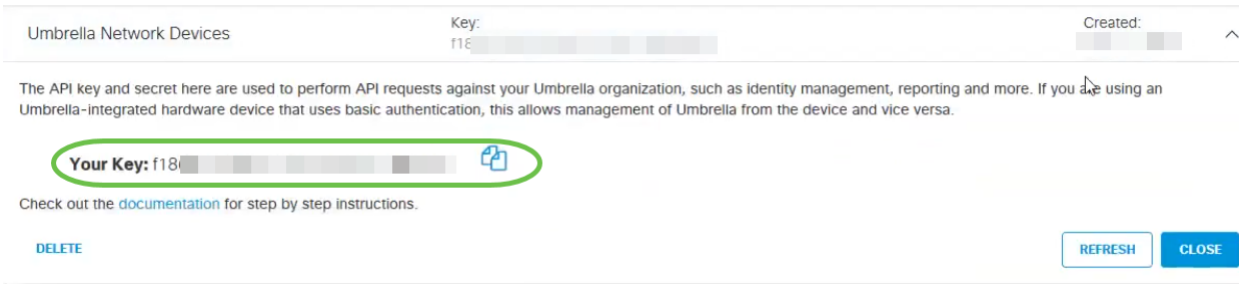 Umbrella Network Devices
Key:
f18
Created:
The API key and secret here are used to perform API requests against your Umbrella organization, such as identity management, reporting and more. If you are using an
Umbrella-integrated hardware device that uses basic authentication, this allows management of Umbrella from the device and vice versa.
Your Key: f18
Check out the documentation for step by step instructions.
DELETE
REFRESH
CLOSE